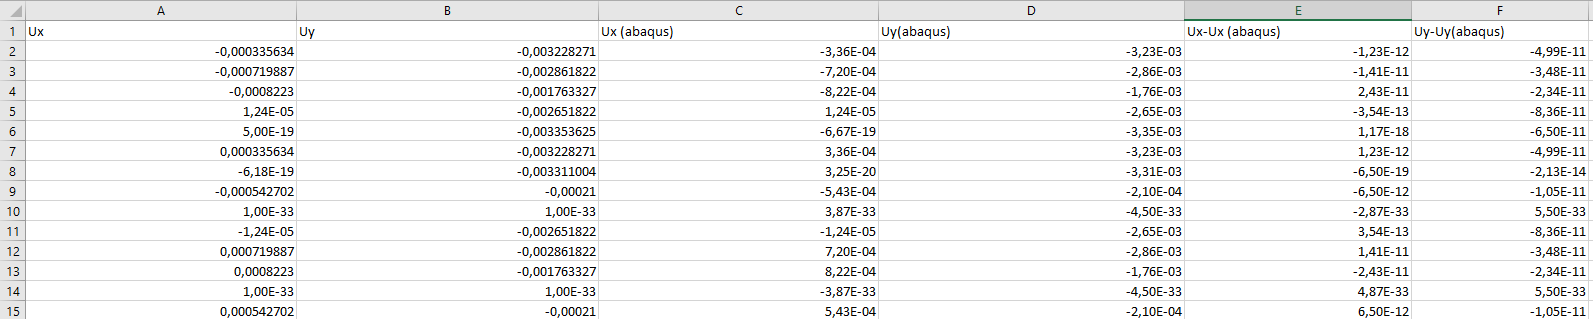 A B C D E F
1 Ux Uy Ux (abaqus) Uy(abaqus) Ux-Ux (abaqus) Uy-Uy(abaqus)
2 -0,000335634 -0,003228271 -3,36E-04 -3,23E-03 -1,23E-12 -4,99E-11
3 -0,000719887 -0,002861822 -7,20E-04 -2,86E-03 -1,41E-11 -3,48E-11
4 -0,0008223 -0,001763327 -8,22E-04 -1,76E-03 2,43E-11 -2,34E-11
5 1,24E-05 -0,002651822 1,24E-05 -2,65E-03 -3,54E-13 -8,36E-11
6 5,00E-19 -0,003353625 -6,67E-19 -3,35E-03 1,17E-18 -6,50E-11
7 0,000335634 -0,003228271 3,36E-04 -3,23E-03 1,23E-12 -4,99E-11
8 -6,18E-19 -0,003311004 3,25E-20 -3,31E-03 -6,50E-19 -2,13E-14
9 -0,000542702 -0,00021 -5,43E-04 -2,10E-04 -6,50E-12 -1,05E-11
10 1,00E-33 1,00E-33 3,87E-33 -4,50E-33 -2,87E-33 5,50E-33
11 -1,24E-05 -0,002651822 -1,24E-05 -2,65E-03 3,54E-13 -8,36E-11
12 0,000719887 -0,002861822 7,20E-04 -2,86E-03 1,41E-11 -3,48E-11
13 0,0008223 -0,001763327 8,22E-04 -1,76E-03 -2,43E-11 -2,34E-11
14 1,00E-33 1,00E-33 -3,87E-33 -4,50E-33 4,87E-33 5,50E-33
15 0,000542702 -0,00021 5,43E-04 -2,10E-04 6,50E-12 -1,05E-11